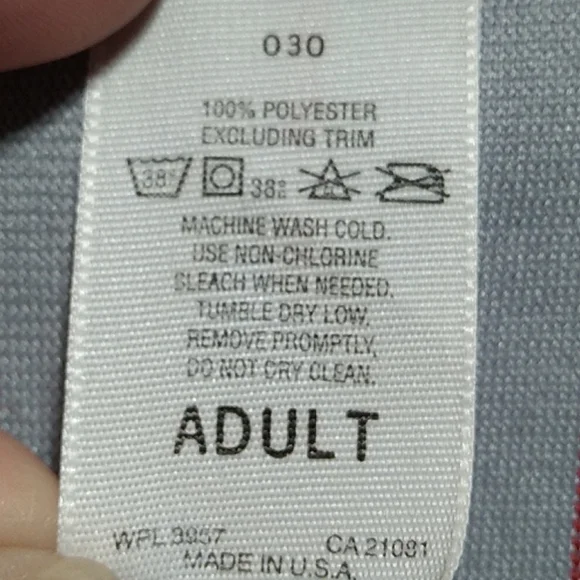 030
100% POLYESTER
EXCLUDING TRIM
38° 38°
MACHINE WASH COLD.
USE NON-CHLORINE
BLEACH WHEN NEEDED.
TUMBLE DRY LOW.
REMOVE PROMPTLY,
DO NOT DRY CLEAN.
ADULT
WPL 3957 CA 21091
MADE IN U.S.A.